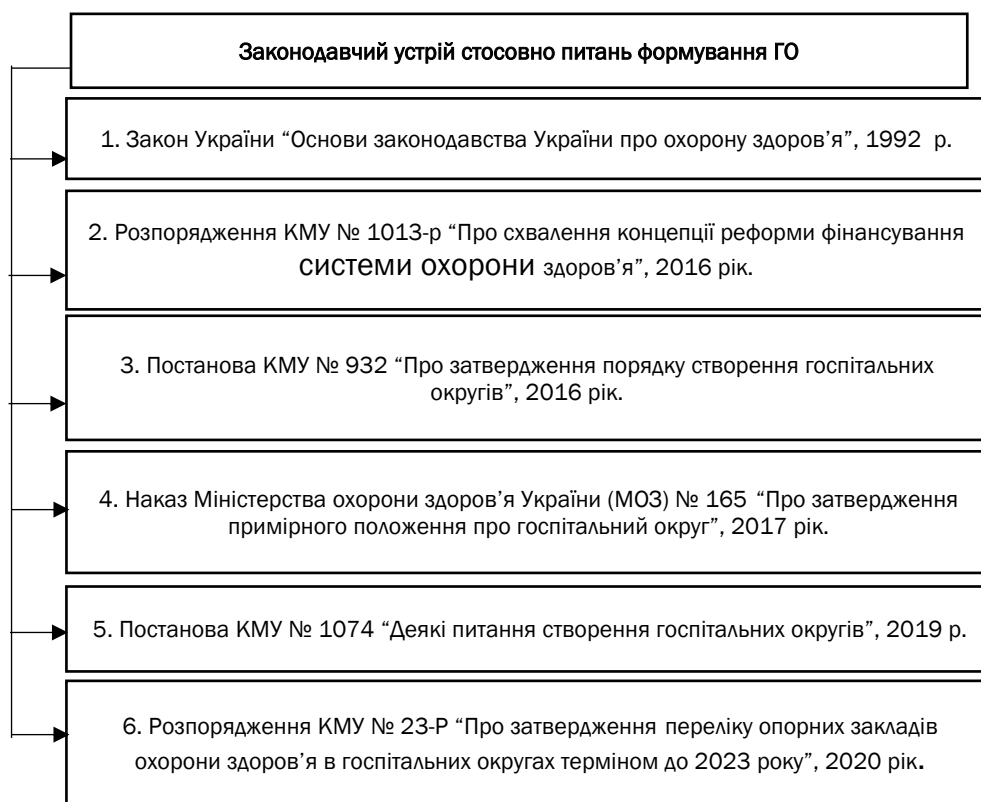 Законодавчий устрій стосовно питань формування ГО
1. Закон України “Основи законодавства України про охорону здоров’я”, 1992 р.
2. Розпорядження КМУ № 1013-р “Про схвалення концепції реформи фінансування
системи охорони здоров’я”, 2016 рік.
3. Постанова КМУ № 932 “Про затвердження порядку створення госпітальних
округів”, 2016 рік.
4. Наказ Міністерства охорони здоров’я України (МОЗ) № 165 “Про затвердження
примірного положення про госпітальний округ”, 2017 рік.
5. Постанова КМУ № 1074 “Деякі питання створення госпітальних округів”, 2019 р.
6. Розпорядження КМУ № 23-Р “Про затвердження переліку опорних закладів
охорони здоров’я в госпітальних округах терміном до 2023 року”, 2020 рік.